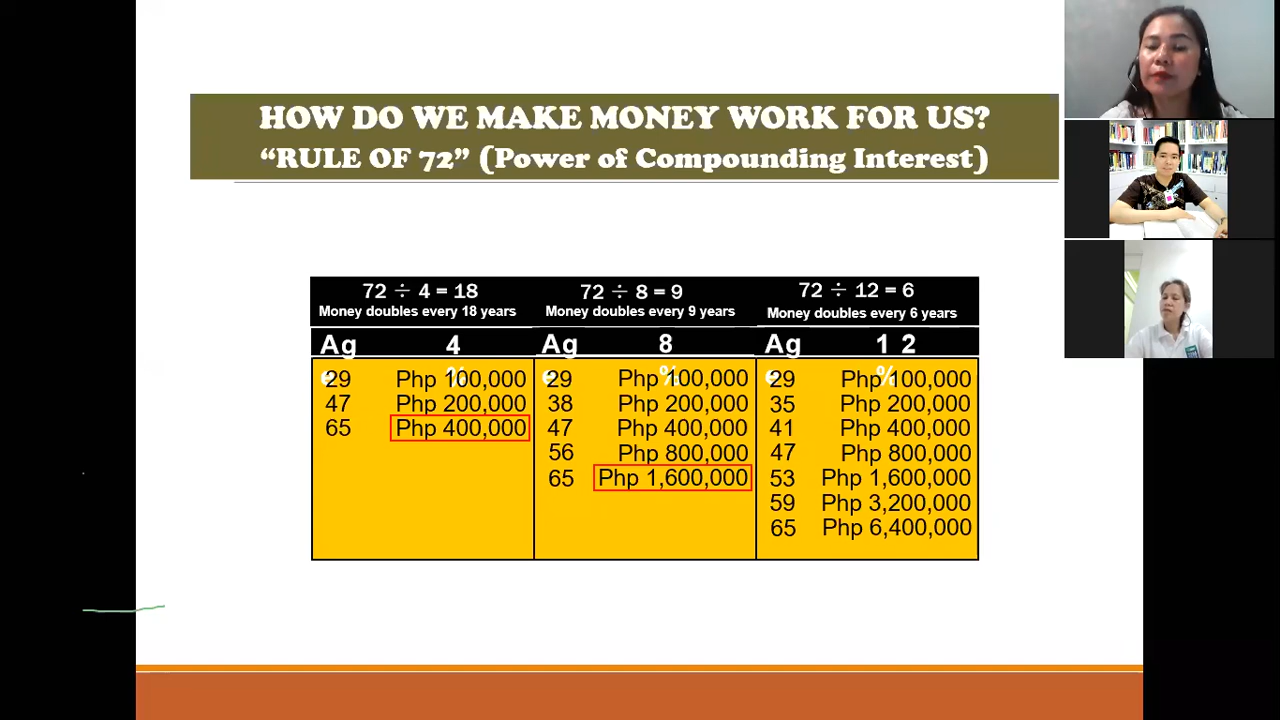 HOW DO WE MAKE MONEY WORK FOR US?
“RULE OF 72” (Power of Compounding Interest)
72 ÷ 4 = 18
Money doubles every 18 years
Age 4%
29 Php 100,000
47 Php 200,000
65 Php 400,000
72 ÷ 8 = 9
Money doubles every 9 years
Age 8%
29 Php 100,000
38 Php 200,000
47 Php 400,000
56 Php 800,000
65 Php 1,600,000
72 ÷ 12 = 6
Money doubles every 6 years
Age 12%
29 Php 100,000
35 Php 200,000
41 Php 400,000
47 Php 800,000
53 Php 1,600,000
59 Php 3,200,000
65 Php 6,400,000